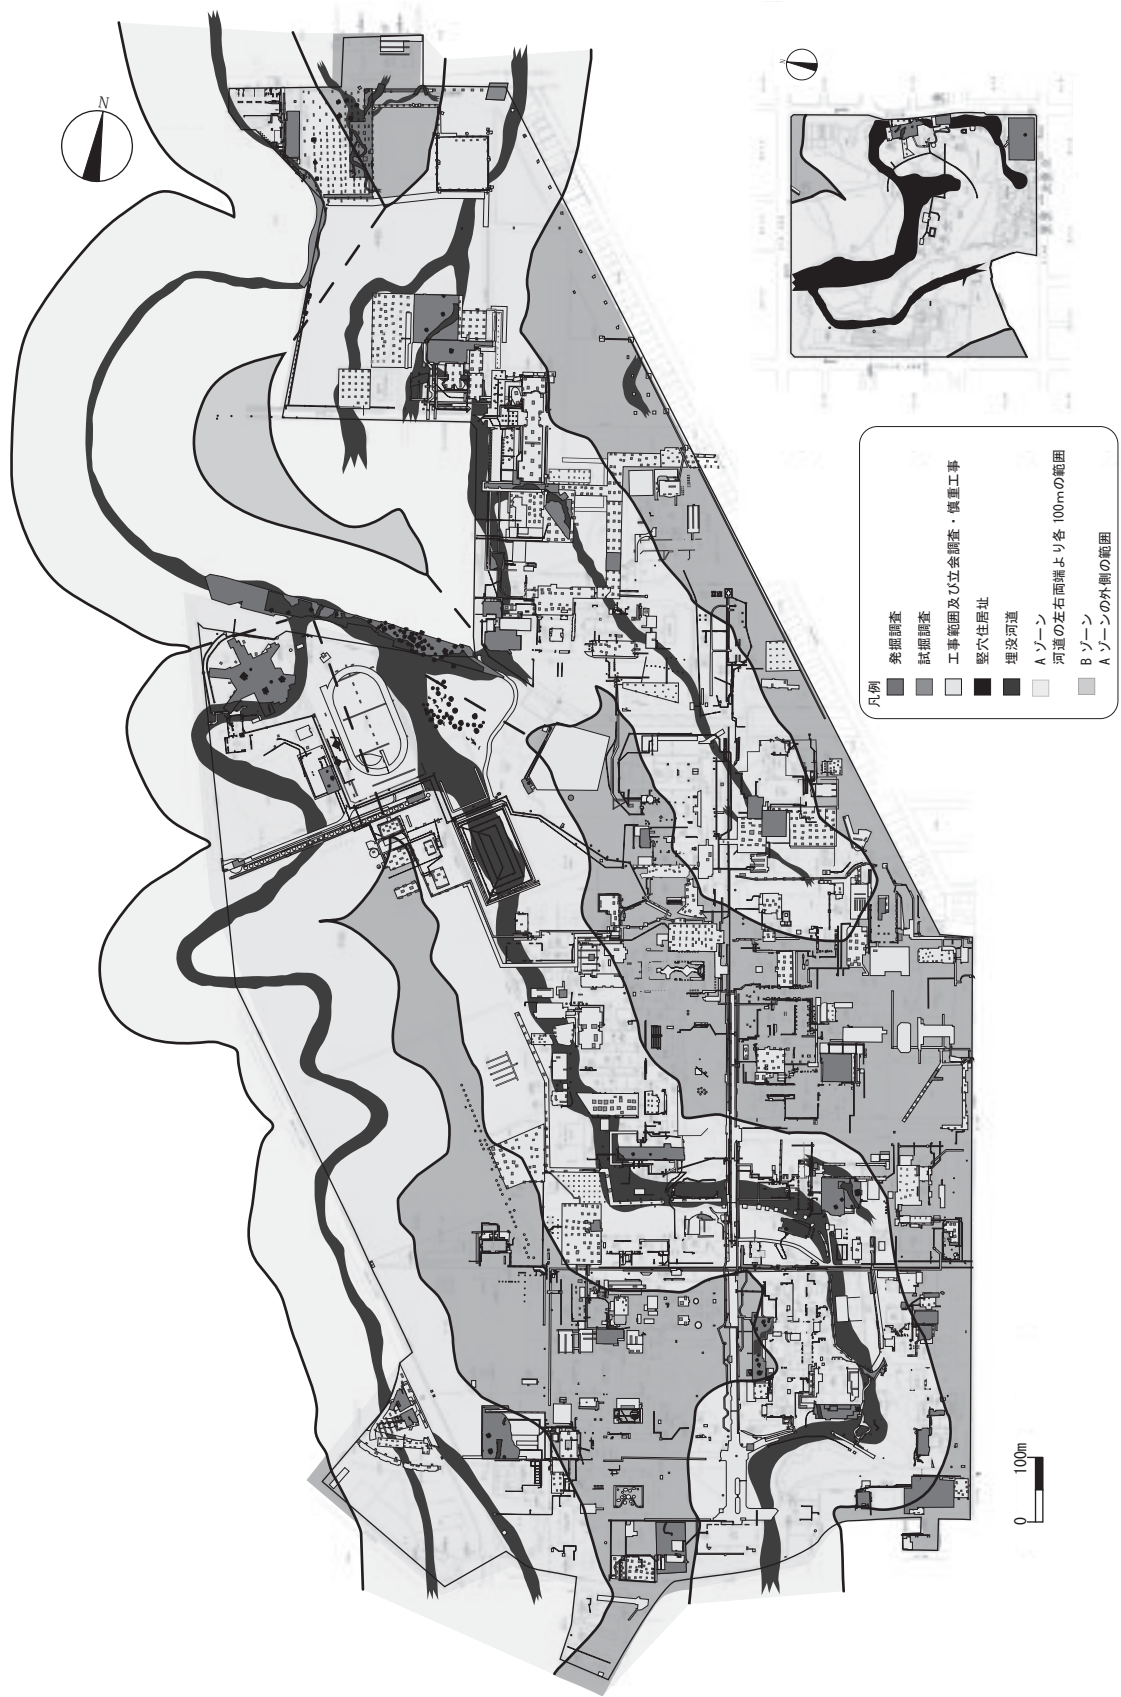 N
N
凡例
発掘調査
試掘調査
工事範囲及び立会調査・慎重工事
竪穴住居址
埋没河道
A ゾーン
河道の左右両端より各 100mの範囲
B ゾーン
A ゾーンの外側の範囲
0 100m